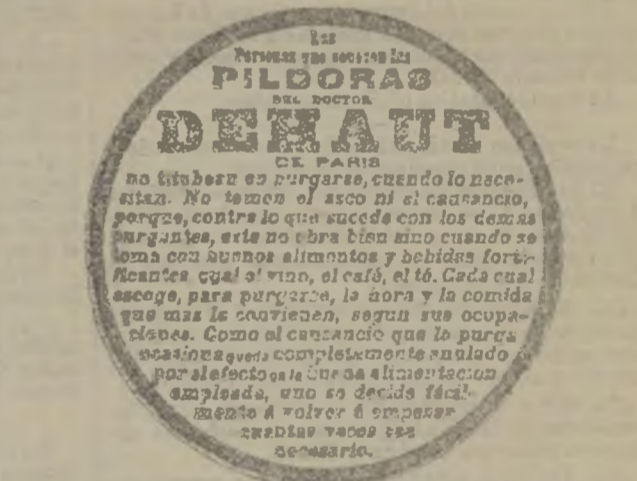 Las
Personas que conocen las
PILDORAS
DEL DOCTOR
DEHAUT
DE PARIS
no titubean en purgarse, cuando lo nece-
sitan. No temen el asco ni el causancio,
porque, contra lo que sucede con los demas
purgantes, este no obra bien sino cuando se
toma con buenos alimentos y bebidas forti-
ficantes cual el vino, el café, el té. Cada cual
escoge, para purgarse, la hora y la comida
que mas le convienen, segun sus ocupa-
ciones. Como el causancio que la purga
ocasiona queda completamente anulado
por el efecto de la buena alimentacion
empleada, uno se decide fácil-
mente á volver á empezar
cuantas veces sea
necesario.